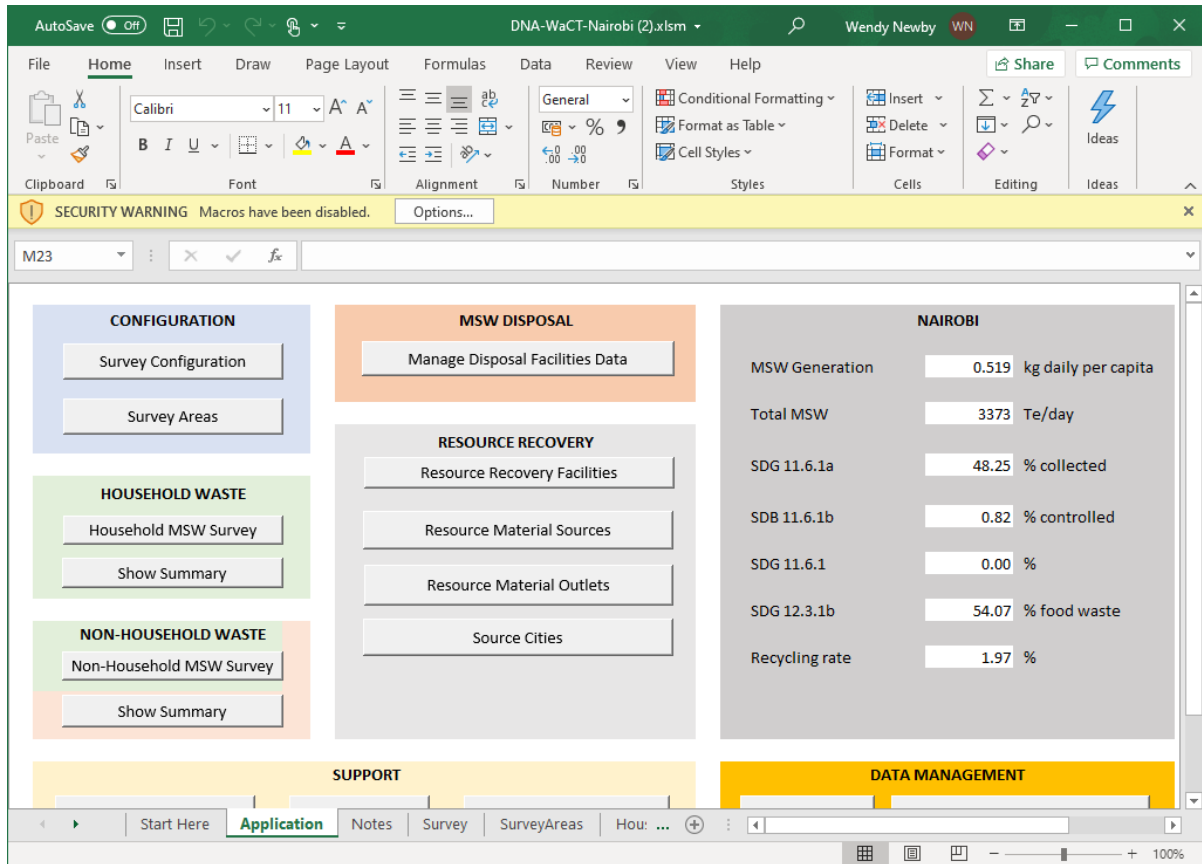 AutoSave Off DNA-WaCT-Nairobi (2).xlsm Wendy Newby WN
File Home Insert Draw Page Layout Formulas Data Review View Help Share Comments
Paste
Calibri 11 A A
B I U A
ab
General
% 9
.00
Conditional Formatting
Format as Table
Cell Styles
Insert
Delete
Format
Ideas
Clipboard Font Alignment Number Styles Cells Editing Ideas
SECURITY WARNING Macros have been disabled. Options...
M23 fx
CONFIGURATION
Survey Configuration
Survey Areas
HOUSEHOLD WASTE
Household MSW Survey
Show Summary
NON-HOUSEHOLD WASTE
Non-Household MSW Survey
Show Summary
MSW DISPOSAL
Manage Disposal Facilities Data
RESOURCE RECOVERY
Resource Recovery Facilities
Resource Material Sources
Resource Material Outlets
Source Cities
NAIROBI
MSW Generation 0.519 kg daily per capita
Total MSW 3373 Te/day
SDG 11.6.1a 48.25 % collected
SDB 11.6.1b 0.82 % controlled
SDG 11.6.1 0.00 %
SDG 12.3.1b 54.07 % food waste
Recycling rate 1.97 %
SUPPORT
DATA MANAGEMENT
Start Here Application Notes Survey SurveyAreas Hou ...
100%